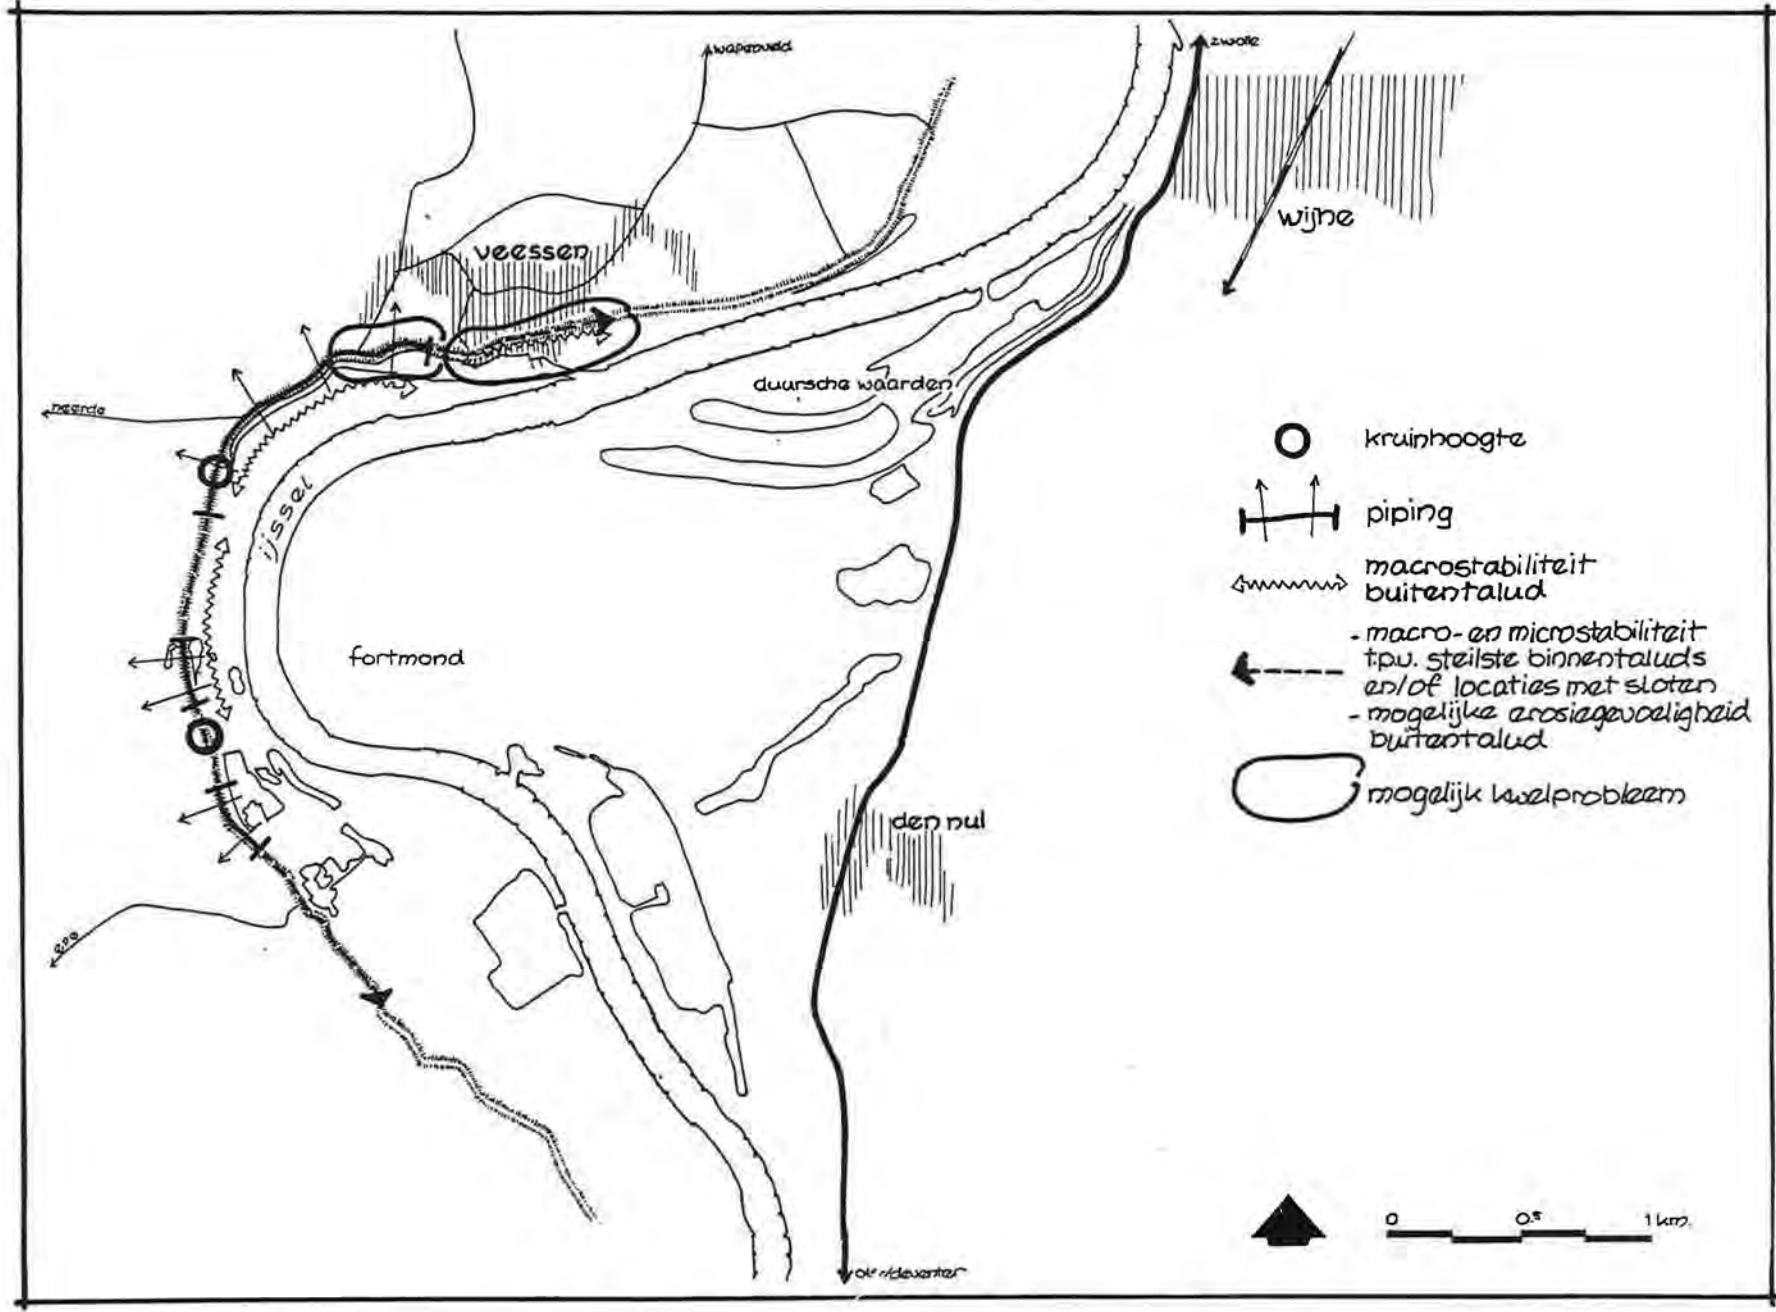 wapenveld
zwolle
wijhe
veessen
heerde
duursche waarden
ijssel
fortmond
den nul
epe
olst/deventer
kruinhoogte
piping
macrostabiliteit
buitentalud
- macro- en microstabiliteit
t.p.v. steilste binnentaluds
en/of locaties met sloten
- mogelijke erosiegevoeligheid
buitentalud
mogelijk kwelprobleem
0 0.5 1 km.